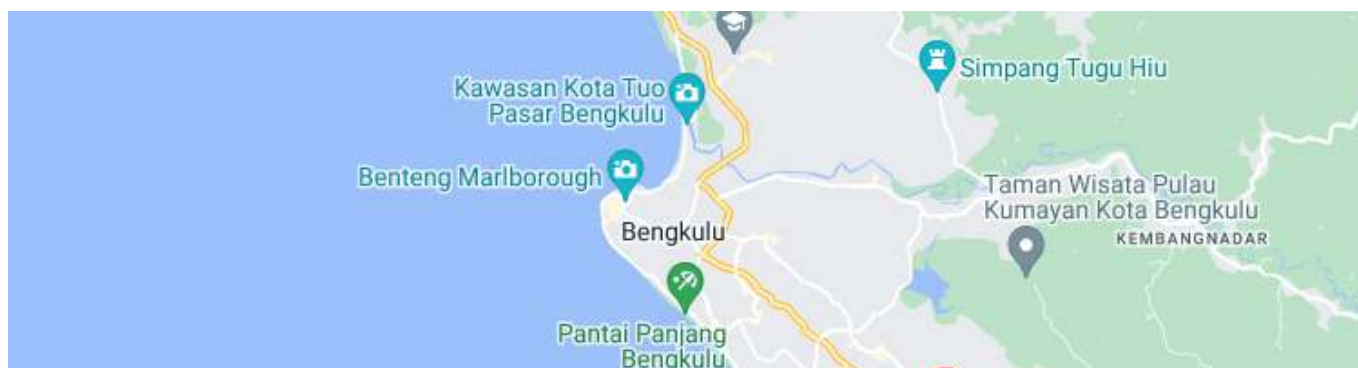 Simpang Tugu Hiu
Kawasan Kota Tuo
Pasar Bengkulu
Benteng Marlborough
Taman Wisata Pulau
Kumayan Kota Bengkulu
Bengkulu
KEMBANGNADAR
Pantai Panjang
Bengkulu